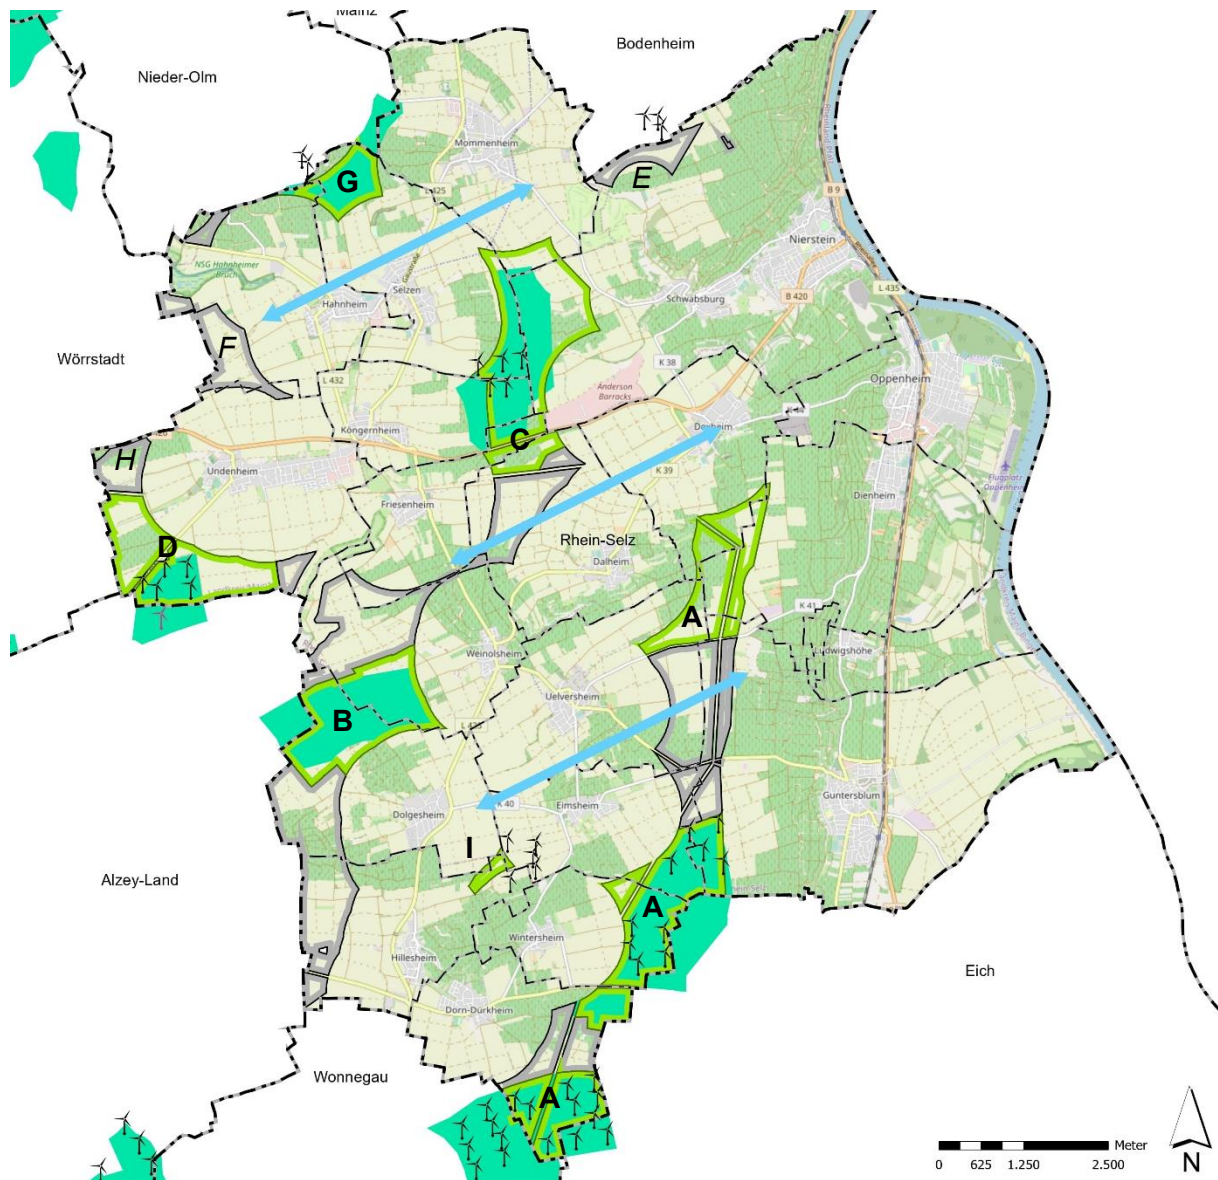 Mainz
Bodenheim
Nieder-Olm
Mommenheim
G
L 425
E
B 9
Nierstein
NSG Hahnheimer
Bruch
Selzen
Hahnheim
Schwabsburg
B 420
L 435
Wörrstadt
F
L 432
K 38
Anderson
Barracks
Oppenheim
Dexheim
Köngernheim
C
H
Undenheim
K 39
Flugplatz
Oppenheim
Friesenheim
Dienheim
D
Rhein-Selz
Dalheim
A
K 41
Ludwigshöhe
Weinolsheim
Uelversheim
B
Guntersblum
K 40
Eimsheim
Dolgesheim
I
Alzey-Land
A
Wintersheim
Hillesheim
Eich
Dorn-Dürkheim
Wonnegau
A
Meter
0 625 1.250 2.500
N